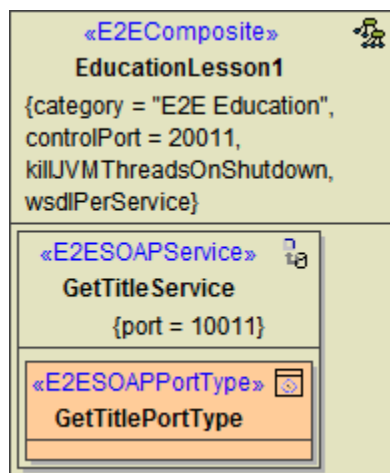 «E2EComposite»
EducationLesson1
{category = "E2E Education",
controlPort = 20011,
killJVMThreadsOnShutdown,
wsdlPerService}
«E2ESOAPService»
GetTitleService
{port = 10011}
«E2ESOAPPortType»
GetTitlePortType